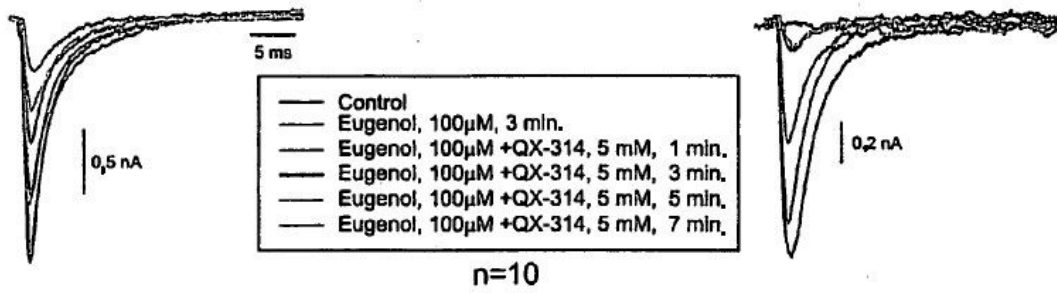 5 ms
0,5 nA
Control
Eugenol, 100µM, 3 min.
Eugenol, 100µM +QX-314, 5 mM, 1 min.
Eugenol, 100µM +QX-314, 5 mM, 3 min.
Eugenol, 100µM +QX-314, 5 mM, 5 min.
Eugenol, 100µM +QX-314, 5 mM, 7 min.
0,2 nA
n=10